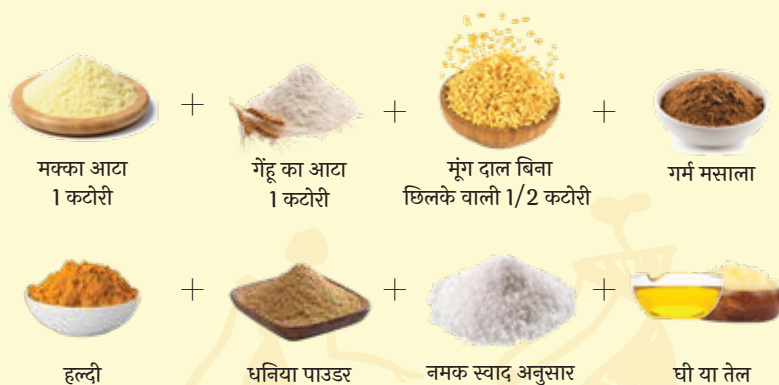 मक्का आटा
1 कटोरी
गेंहू का आटा
1 कटोरी
मूंग दाल बिना
छिलके वाली 1/2 कटोरी
गर्म मसाला
हल्दी
धनिया पाउडर
नमक स्वाद अनुसार
घी या तेल